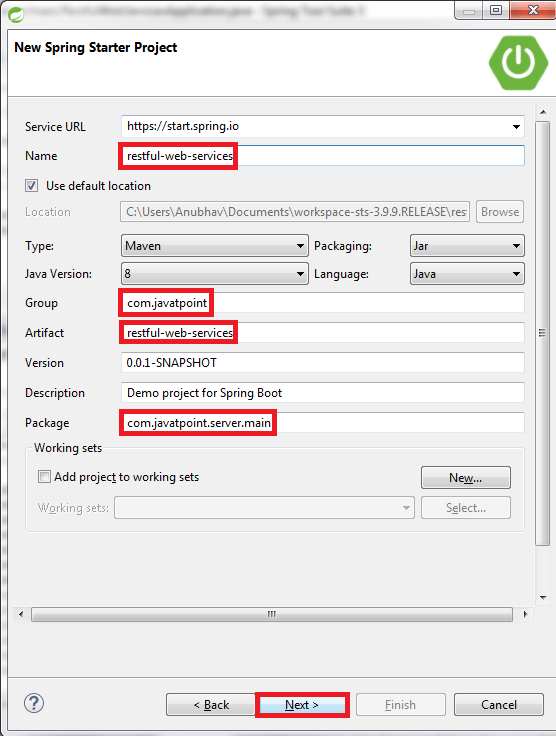 New Spring Starter Project
Service URL https://start.spring.io
Name restful-web-services
Use default location
Location C:\Users\Anubhav\Documents\workspace-sts-3.9.9.RELEASE\res Browse
Type: Maven Packaging: Jar
Java Version: 8 Language: Java
Group com.javatpoint
Artifact restful-web-services
Version 0.0.1-SNAPSHOT
Description Demo project for Spring Boot
Package com.javatpoint.server.main
Working sets
Add project to working sets New...
Working sets: Select...
? < Back Next > Finish Cancel